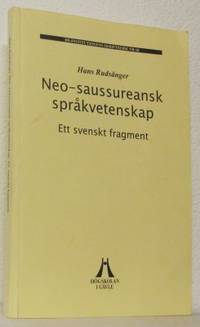 Hans Rudsänger
Neo-saussureansk
språkvetenskap
Ett svenskt fragment
HÖGSKOLAN
I GÄVLE